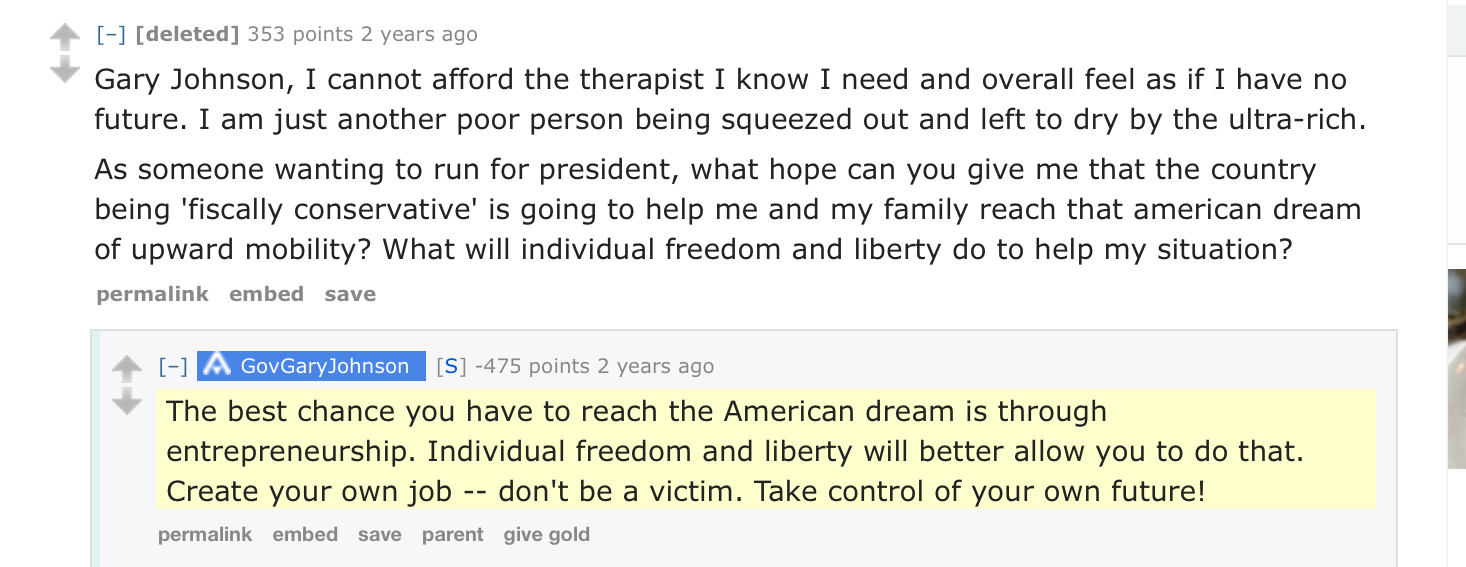 [–] [deleted] 353 points 2 years ago
Gary Johnson, I cannot afford the therapist I know I need and overall feel as if I have no
future. I am just another poor person being squeezed out and left to dry by the ultra-rich.
As someone wanting to run for president, what hope can you give me that the country
being 'fiscally conservative' is going to help me and my family reach that american dream
of upward mobility? What will individual freedom and liberty do to help my situation?
permalink embed save
[–] GovGaryJohnson [S] -475 points 2 years ago
The best chance you have to reach the American dream is through
entrepreneurship. Individual freedom and liberty will better allow you to do that.
Create your own job -- don't be a victim. Take control of your own future!
permalink embed save parent give gold